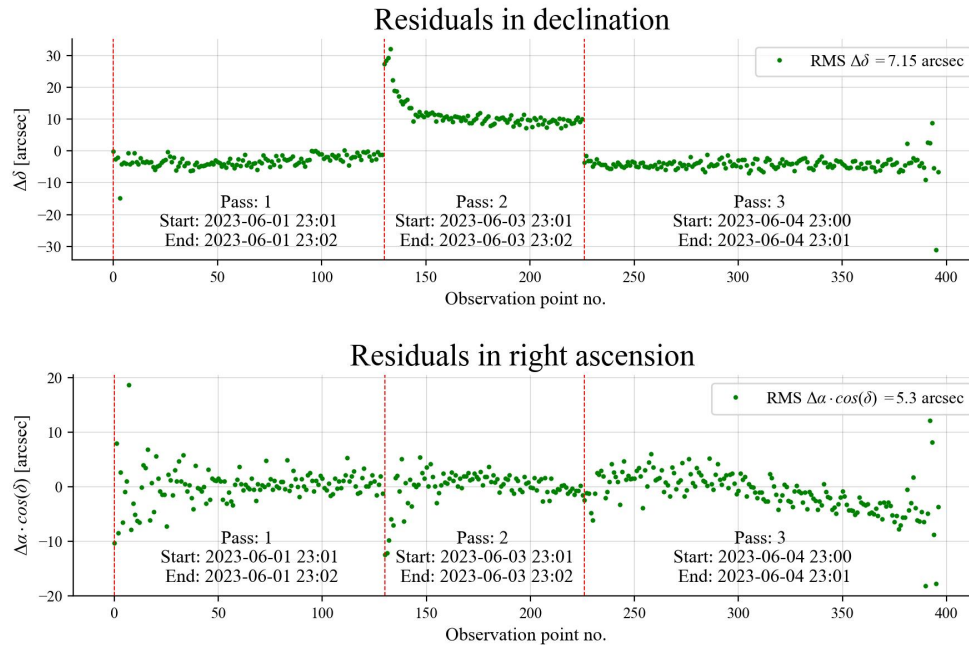 Residuals in declination
RMS Δδ = 7.15 arcsec
Δδ [arcsec]
30
20
10
0
−10
−20
−30
Pass: 1
Start: 2023-06-01 23:01
End: 2023-06-01 23:02
Pass: 2
Start: 2023-06-03 23:01
End: 2023-06-03 23:02
Pass: 3
Start: 2023-06-04 23:00
End: 2023-06-04 23:01
0 50 100 150 200 250 300 350 400
Observation point no.
Residuals in right ascension
RMS Δα · cos(δ) = 5.3 arcsec
Δα · cos(δ) [arcsec]
20
10
0
−10
−20
Pass: 1
Start: 2023-06-01 23:01
End: 2023-06-01 23:02
Pass: 2
Start: 2023-06-03 23:01
End: 2023-06-03 23:02
Pass: 3
Start: 2023-06-04 23:00
End: 2023-06-04 23:01
0 50 100 150 200 250 300 350 400
Observation point no.